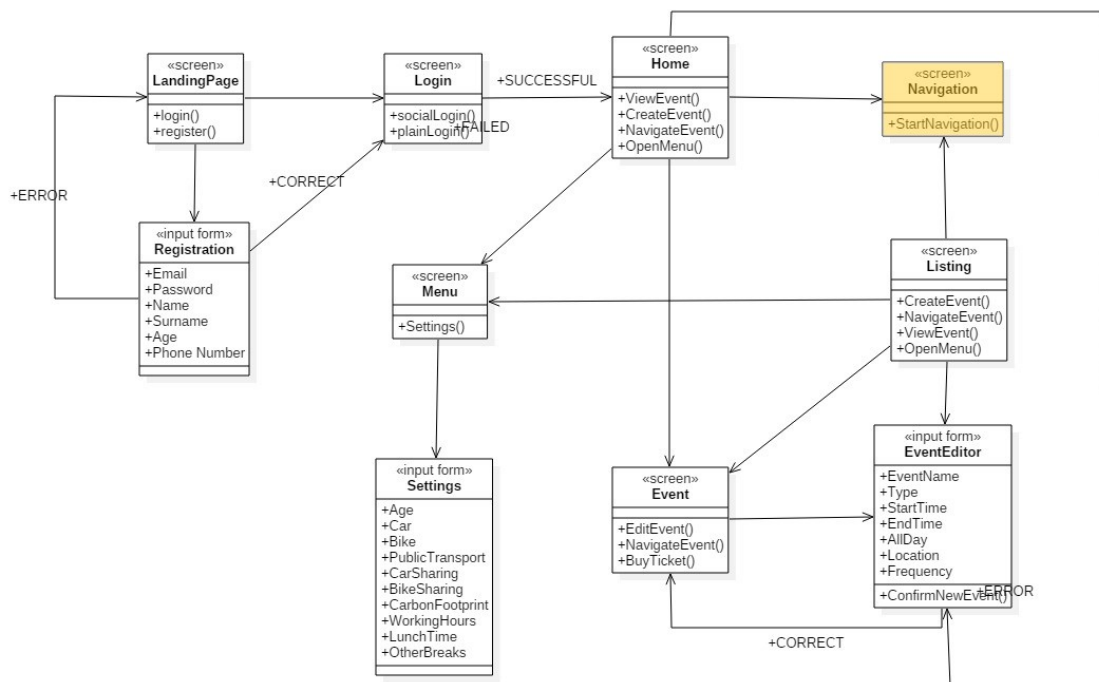 «screen»
LandingPage
+login()
+register()
«screen»
Login
+socialLogin()
+plainLogin()
+FAILED
+SUCCESSFUL
«screen»
Home
+ViewEvent()
+CreateEvent()
+NavigateEvent()
+OpenMenu()
«screen»
Navigation
+StartNavigation()
+ERROR
+CORRECT
«input form»
Registration
+Email
+Password
+Name
+Surname
+Age
+Phone Number
«screen»
Menu
+Settings()
«screen»
Listing
+CreateEvent()
+NavigateEvent()
+ViewEvent()
+OpenMenu()
«input form»
Settings
+Age
+Car
+Bike
+PublicTransport
+CarSharing
+BikeSharing
+CarbonFootprint
+WorkingHours
+LunchTime
+OtherBreaks
«screen»
Event
+EditEvent()
+NavigateEvent()
+BuyTicket()
«input form»
EventEditor
+EventName
+Type
+StartTime
+EndTime
+AllDay
+Location
+Frequency
+ConfirmNewEvent()
+ERROR
+CORRECT